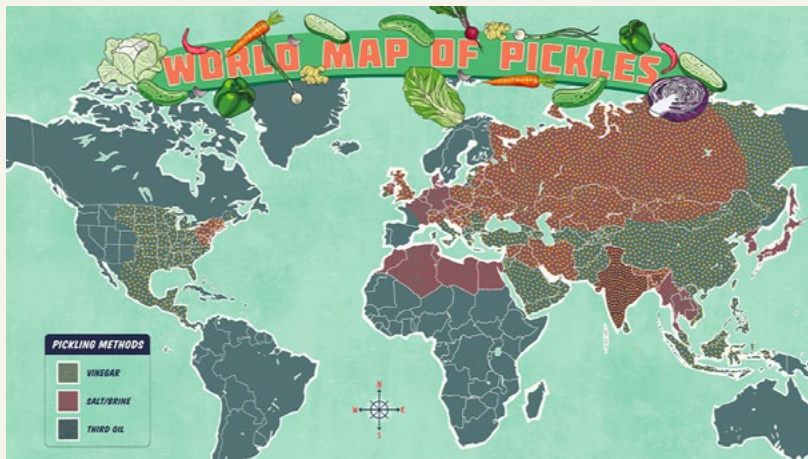 WORLD MAP OF PICKLES
PICKLING METHODS
VINEGAR
SALT/BRINE
THIRD OIL
N
W E
S